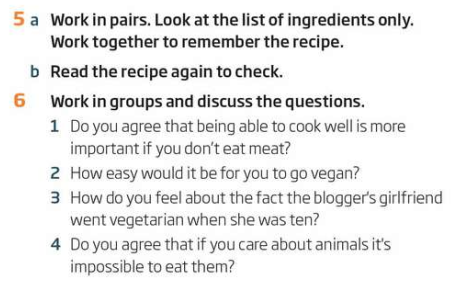 5 a Work in pairs. Look at the list of ingredients only.
Work together to remember the recipe.
b Read the recipe again to check.
6 Work in groups and discuss the questions.
1 Do you agree that being able to cook well is more
important if you don't eat meat?
2 How easy would it be for you to go vegan?
3 How do you feel about the fact the blogger's girlfriend
went vegetarian when she was ten?
4 Do you agree that if you care about animals it's
impossible to eat them?